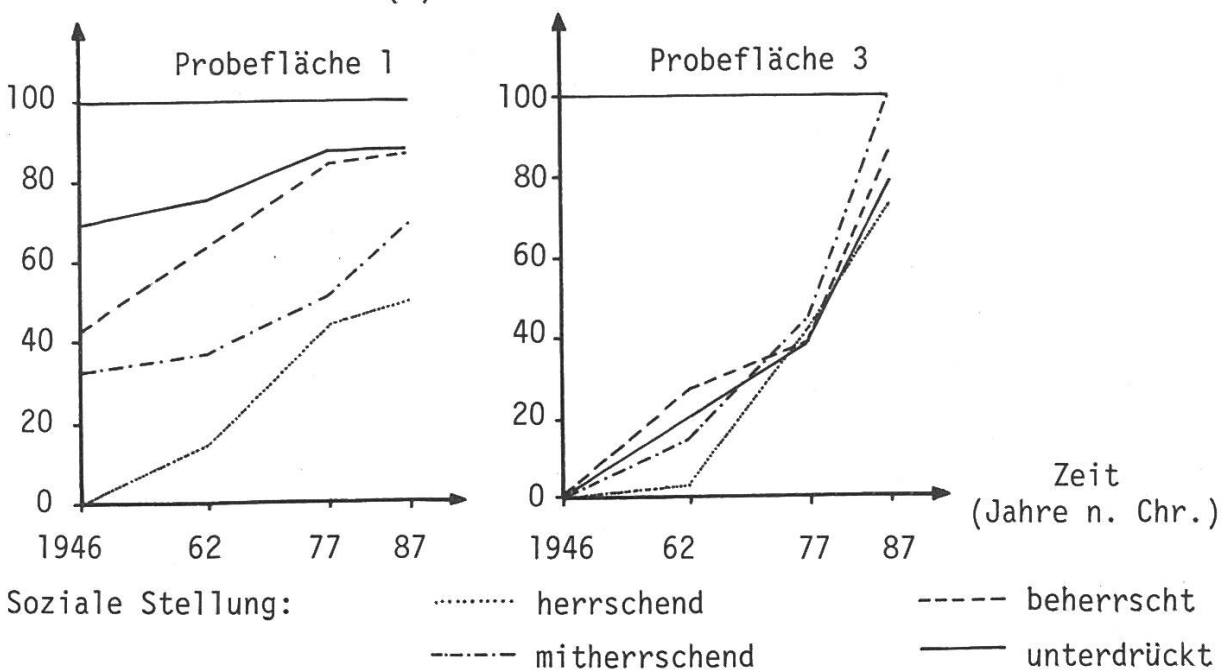 Probefläche 1
100
80
60
40
20
0
1946 62 77 87
Probefläche 3
100
80
60
40
20
0
1946 62 77 87
Zeit
(Jahre n. Chr.)
Soziale Stellung:
herrschend
beherrscht
mitherrschend
unterdrückt